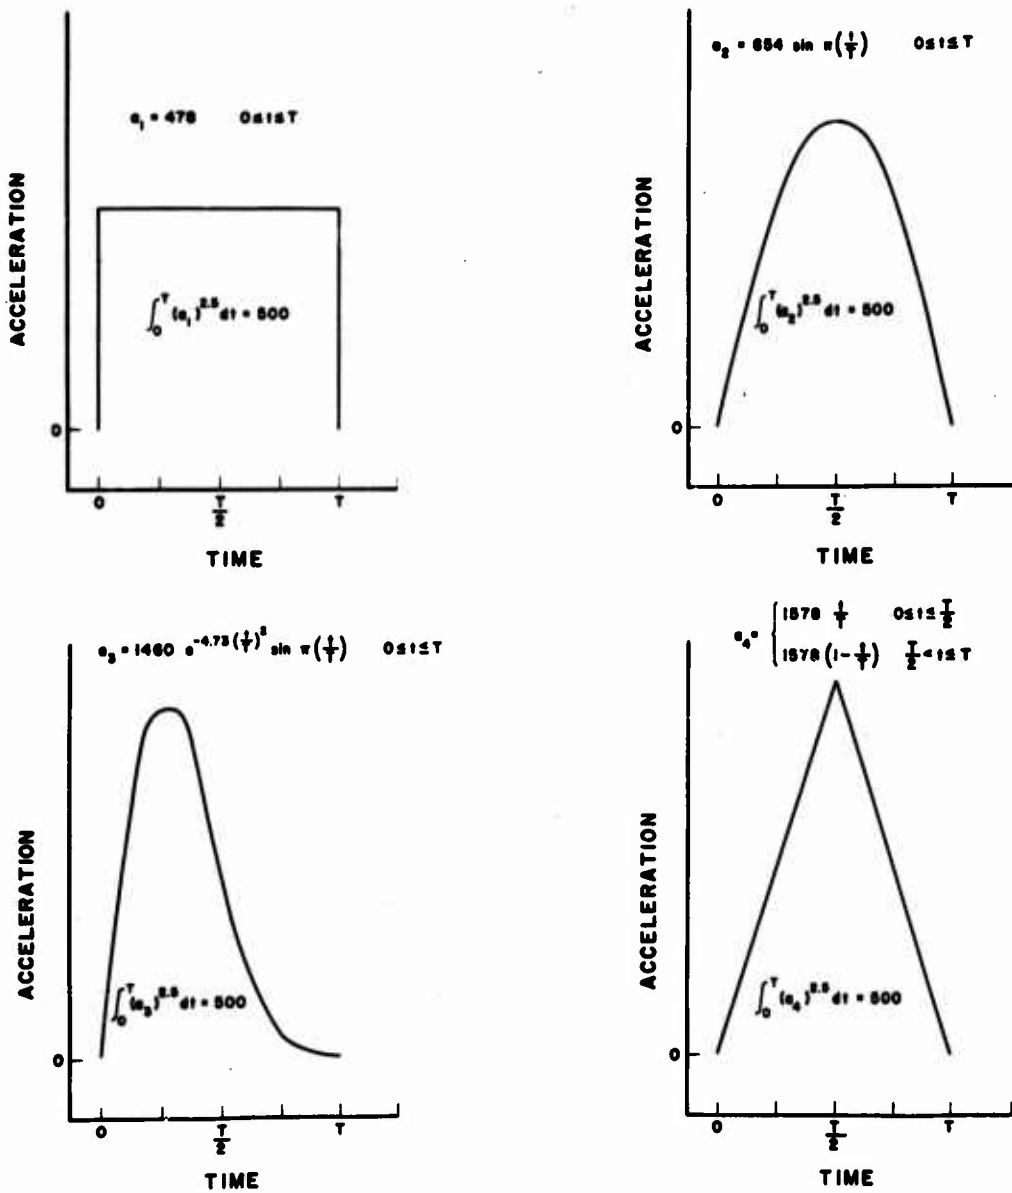 a₁ = 478 0≤t≤T
ACCELERATION
∫₀ᵀ (a₁)^2.5 dt = 500
0
0 T/2 T
TIME
a₂ = 654 sin π(t/T) 0≤t≤T
ACCELERATION
∫₀ᵀ (a₂)^2.5 dt = 500
0
0 T/2 T
TIME
a₃ = 1460 e^-4.73(t/T)^2 sin π(t/T) 0≤t≤T
ACCELERATION
∫₀ᵀ (a₃)^2.5 dt = 500
0
0 T/2 T
TIME
a₄ = { 1578 t/T 0≤t≤T/2
1578 (1-t/T) T/2<t≤T
ACCELERATION
∫₀ᵀ (a₄)^2.5 dt = 500
0
0 T/2 T
TIME